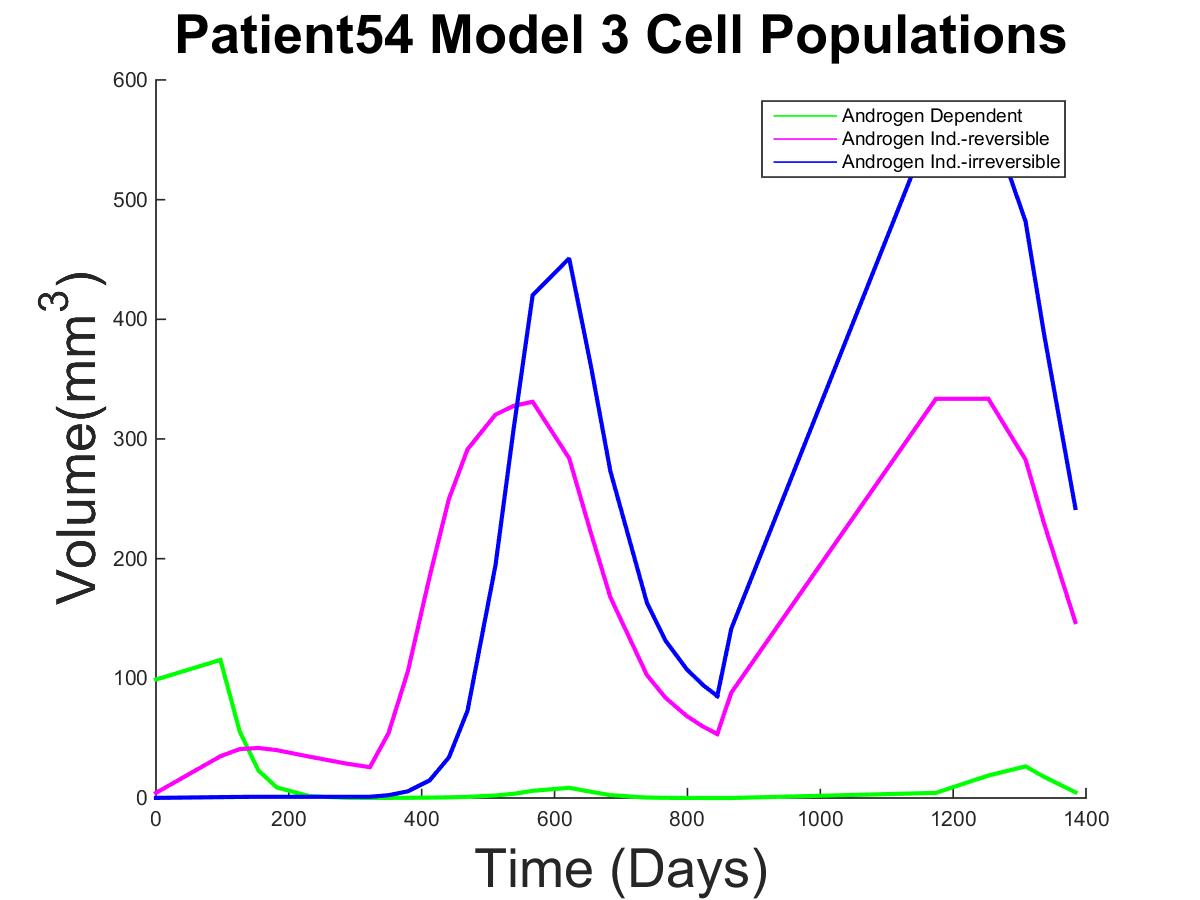 Patient54 Model 3 Cell Populations
600
500
400
300
200
100
0
Volume(mm³)
Androgen Dependent
Androgen Ind.-reversible
Androgen Ind.-irreversible
0 200 400 600 800 1000 1200 1400
Time (Days)